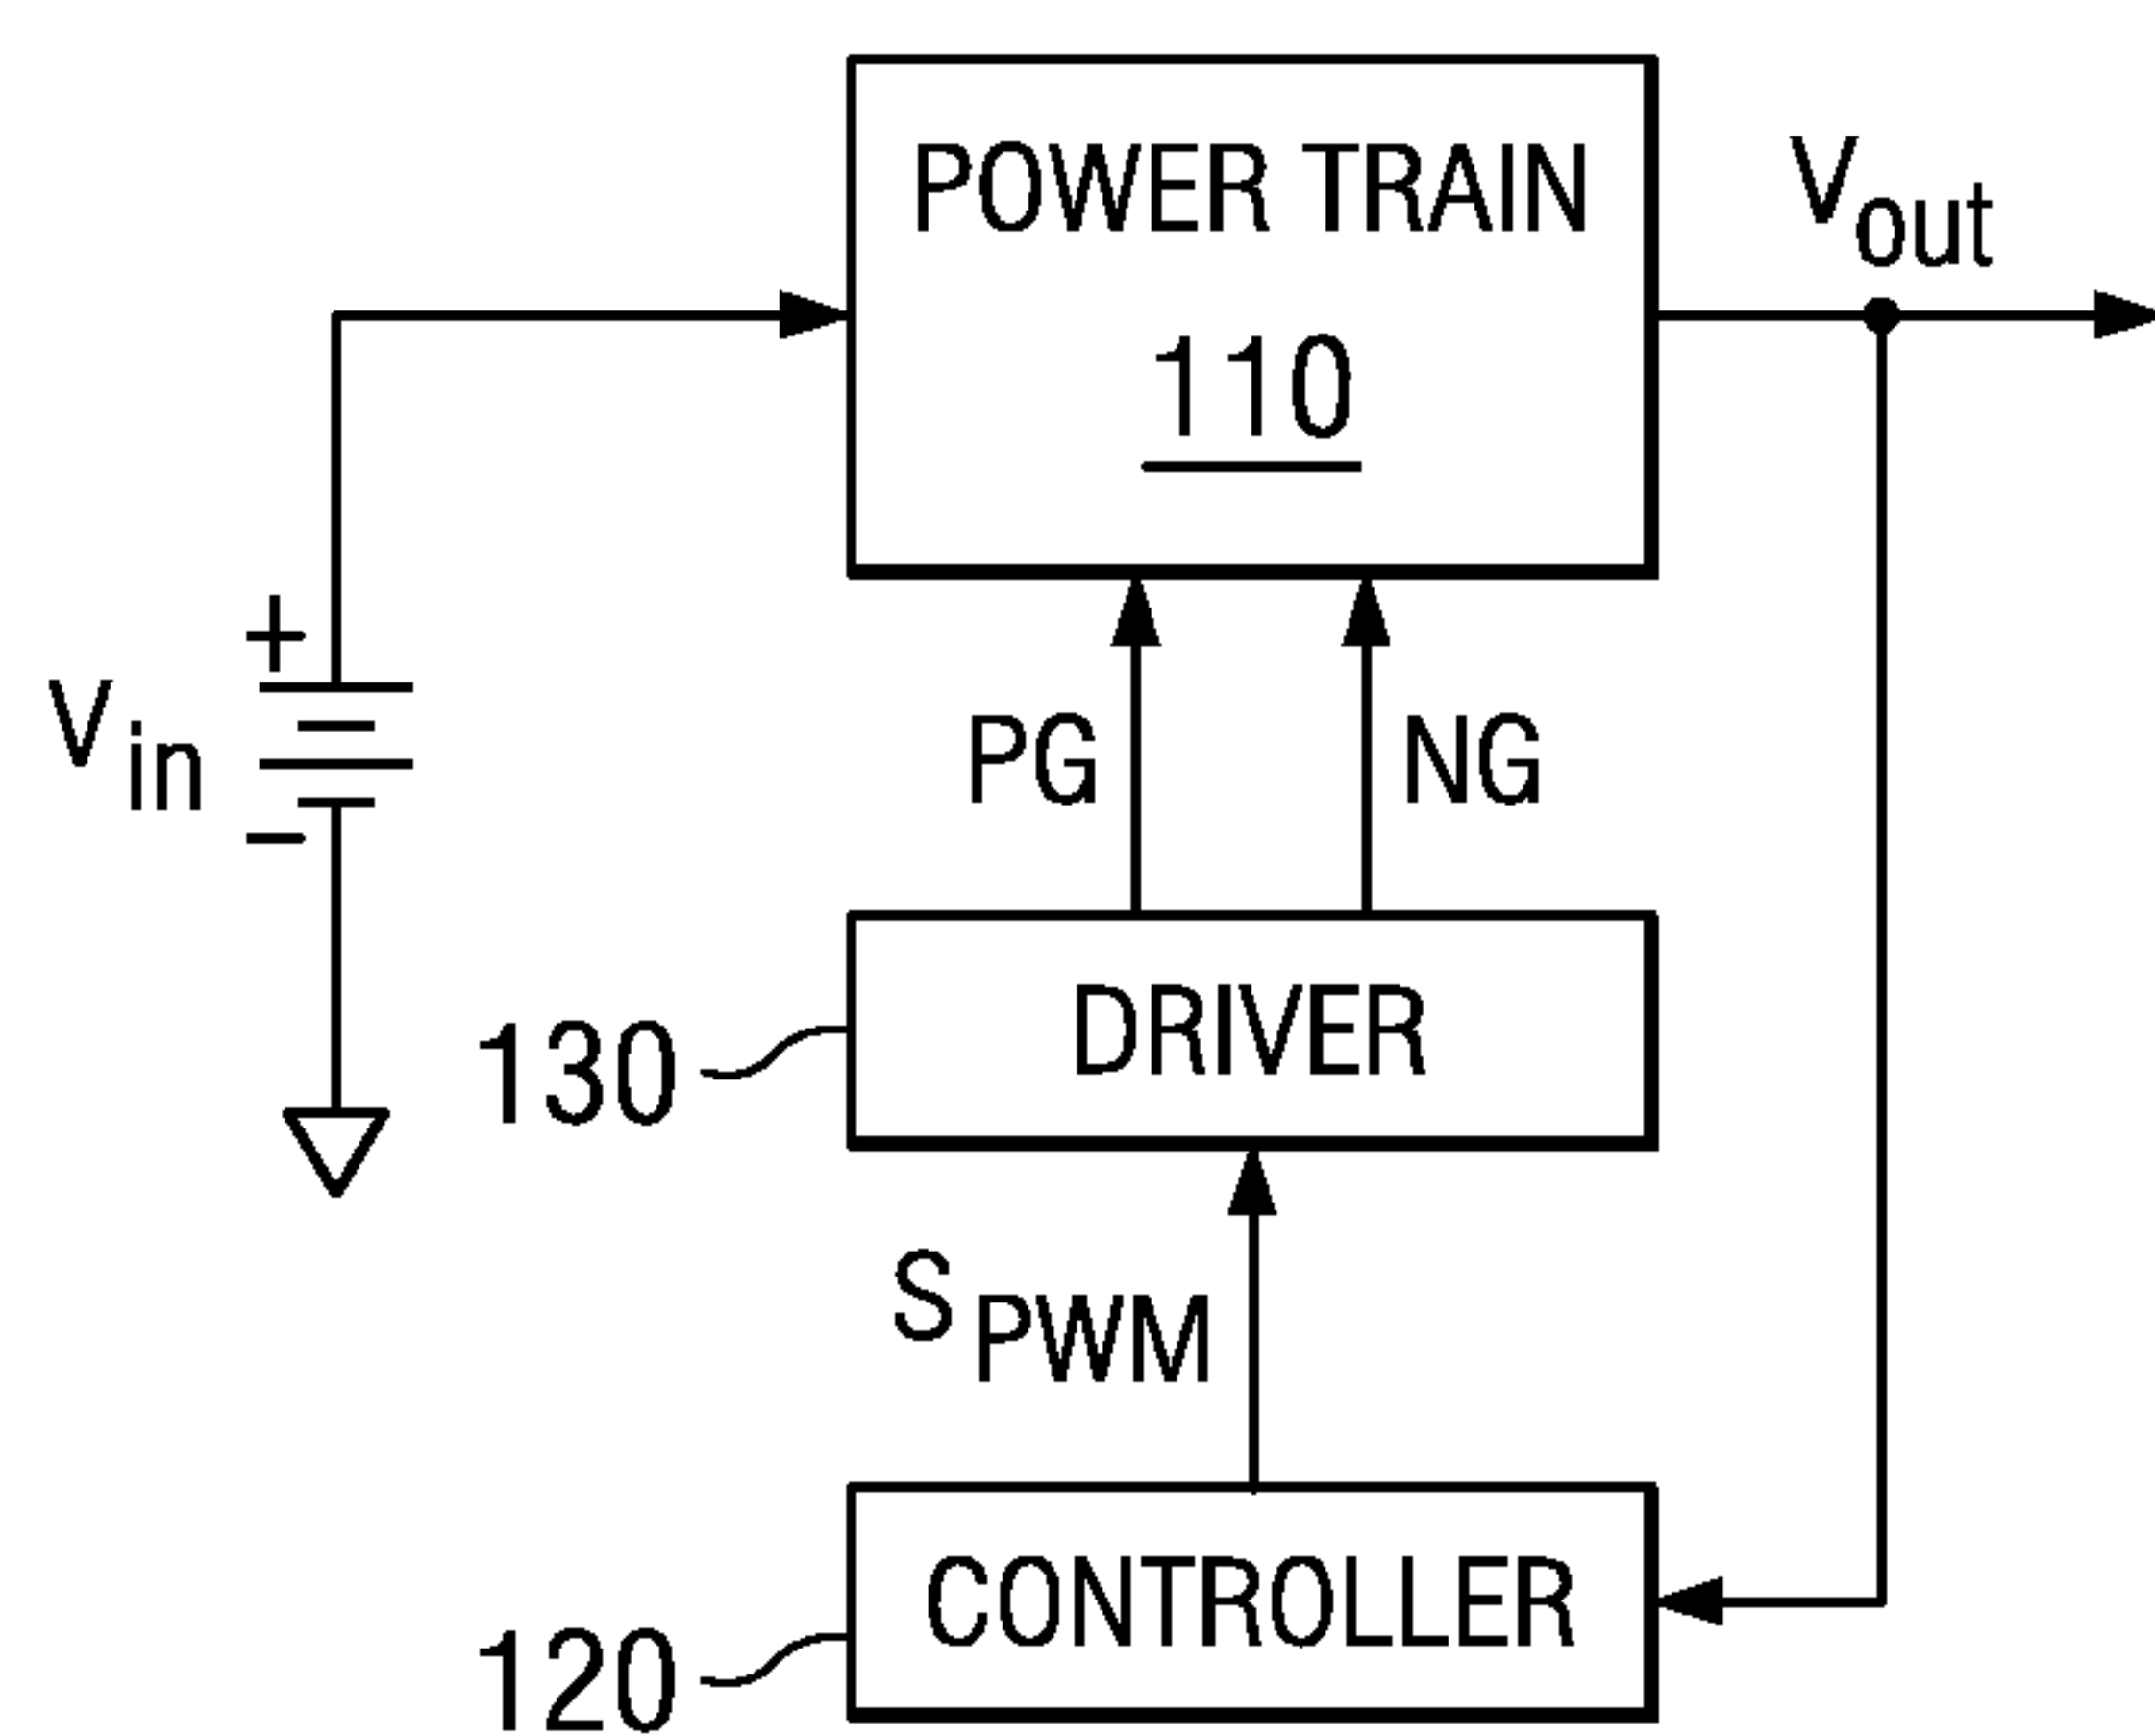 POWER TRAIN
110
Vout
+
Vin
−
PG
NG
130
DRIVER
SPWM
120
CONTROLLER